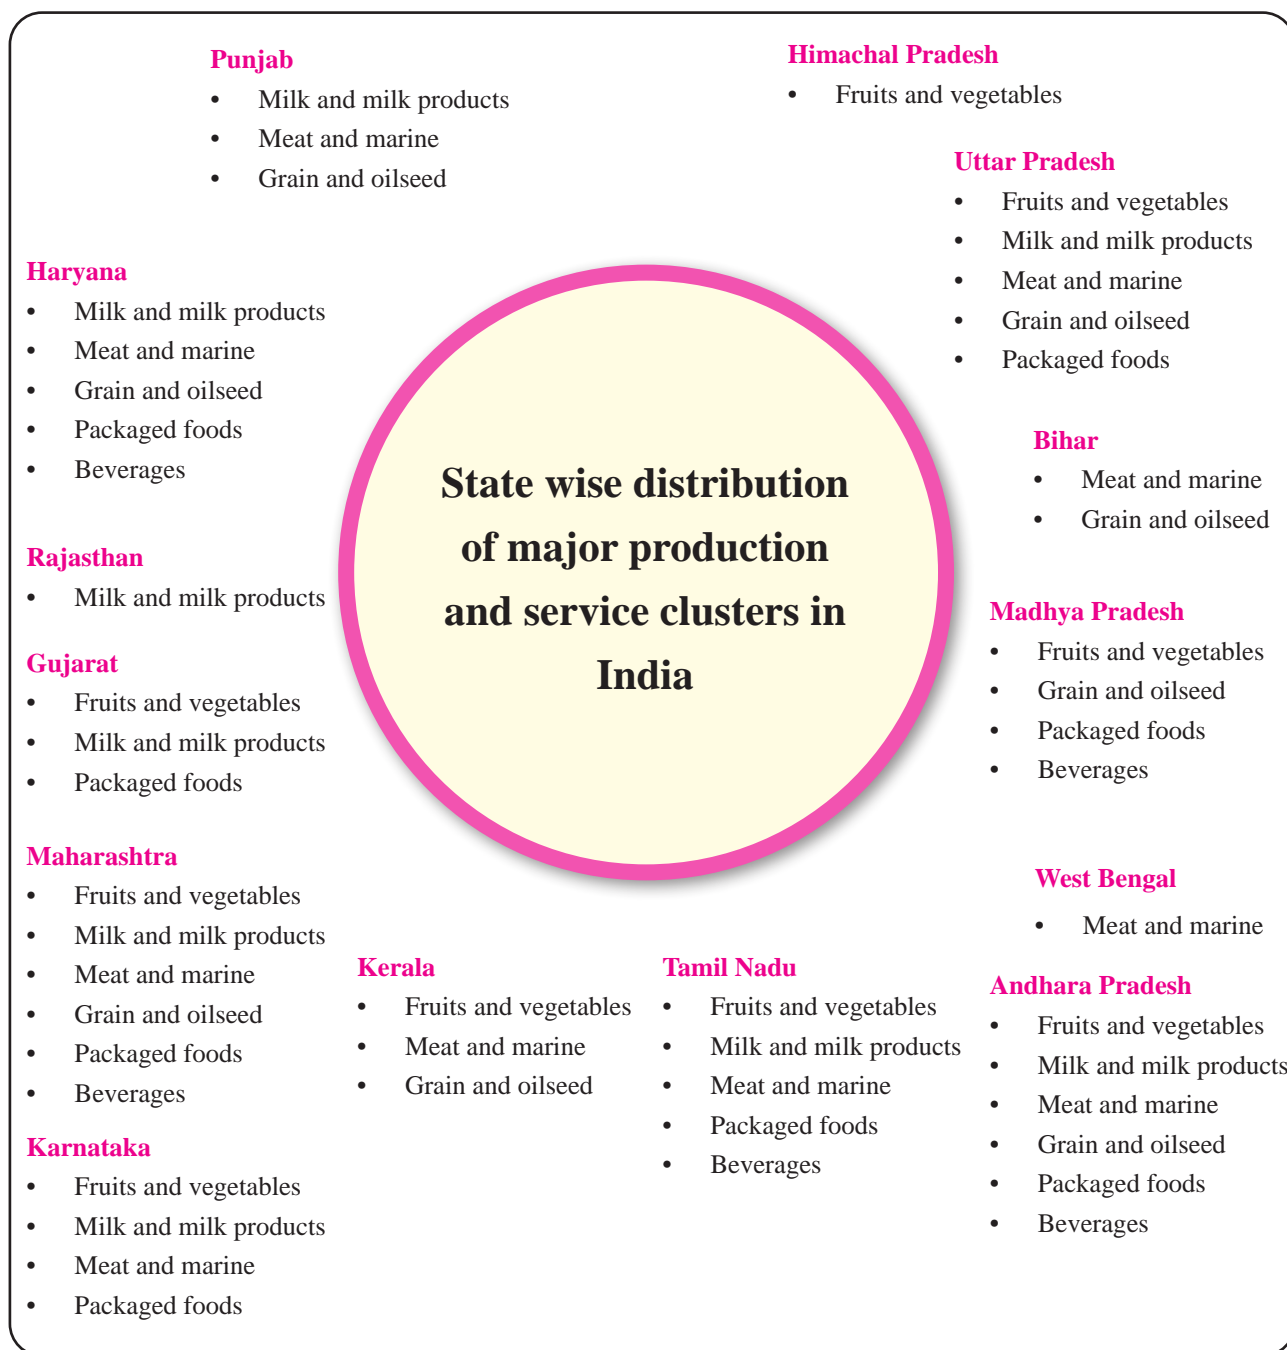 Punjab
• Milk and milk products
• Meat and marine
• Grain and oilseed
Himachal Pradesh
• Fruits and vegetables
Uttar Pradesh
• Fruits and vegetables
• Milk and milk products
• Meat and marine
• Grain and oilseed
• Packaged foods
Haryana
• Milk and milk products
• Meat and marine
• Grain and oilseed
• Packaged foods
• Beverages
State wise distribution
of major production
and service clusters in
India
Bihar
• Meat and marine
• Grain and oilseed
Rajasthan
• Milk and milk products
Madhya Pradesh
• Fruits and vegetables
• Grain and oilseed
• Packaged foods
• Beverages
Gujarat
• Fruits and vegetables
• Milk and milk products
• Packaged foods
Maharashtra
• Fruits and vegetables
• Milk and milk products
• Meat and marine
• Grain and oilseed
• Packaged foods
• Beverages
West Bengal
• Meat and marine
Kerala
• Fruits and vegetables
• Meat and marine
• Grain and oilseed
Tamil Nadu
• Fruits and vegetables
• Milk and milk products
• Meat and marine
• Packaged foods
• Beverages
Andhara Pradesh
• Fruits and vegetables
• Milk and milk products
• Meat and marine
• Grain and oilseed
• Packaged foods
• Beverages
Karnataka
• Fruits and vegetables
• Milk and milk products
• Meat and marine
• Packaged foods